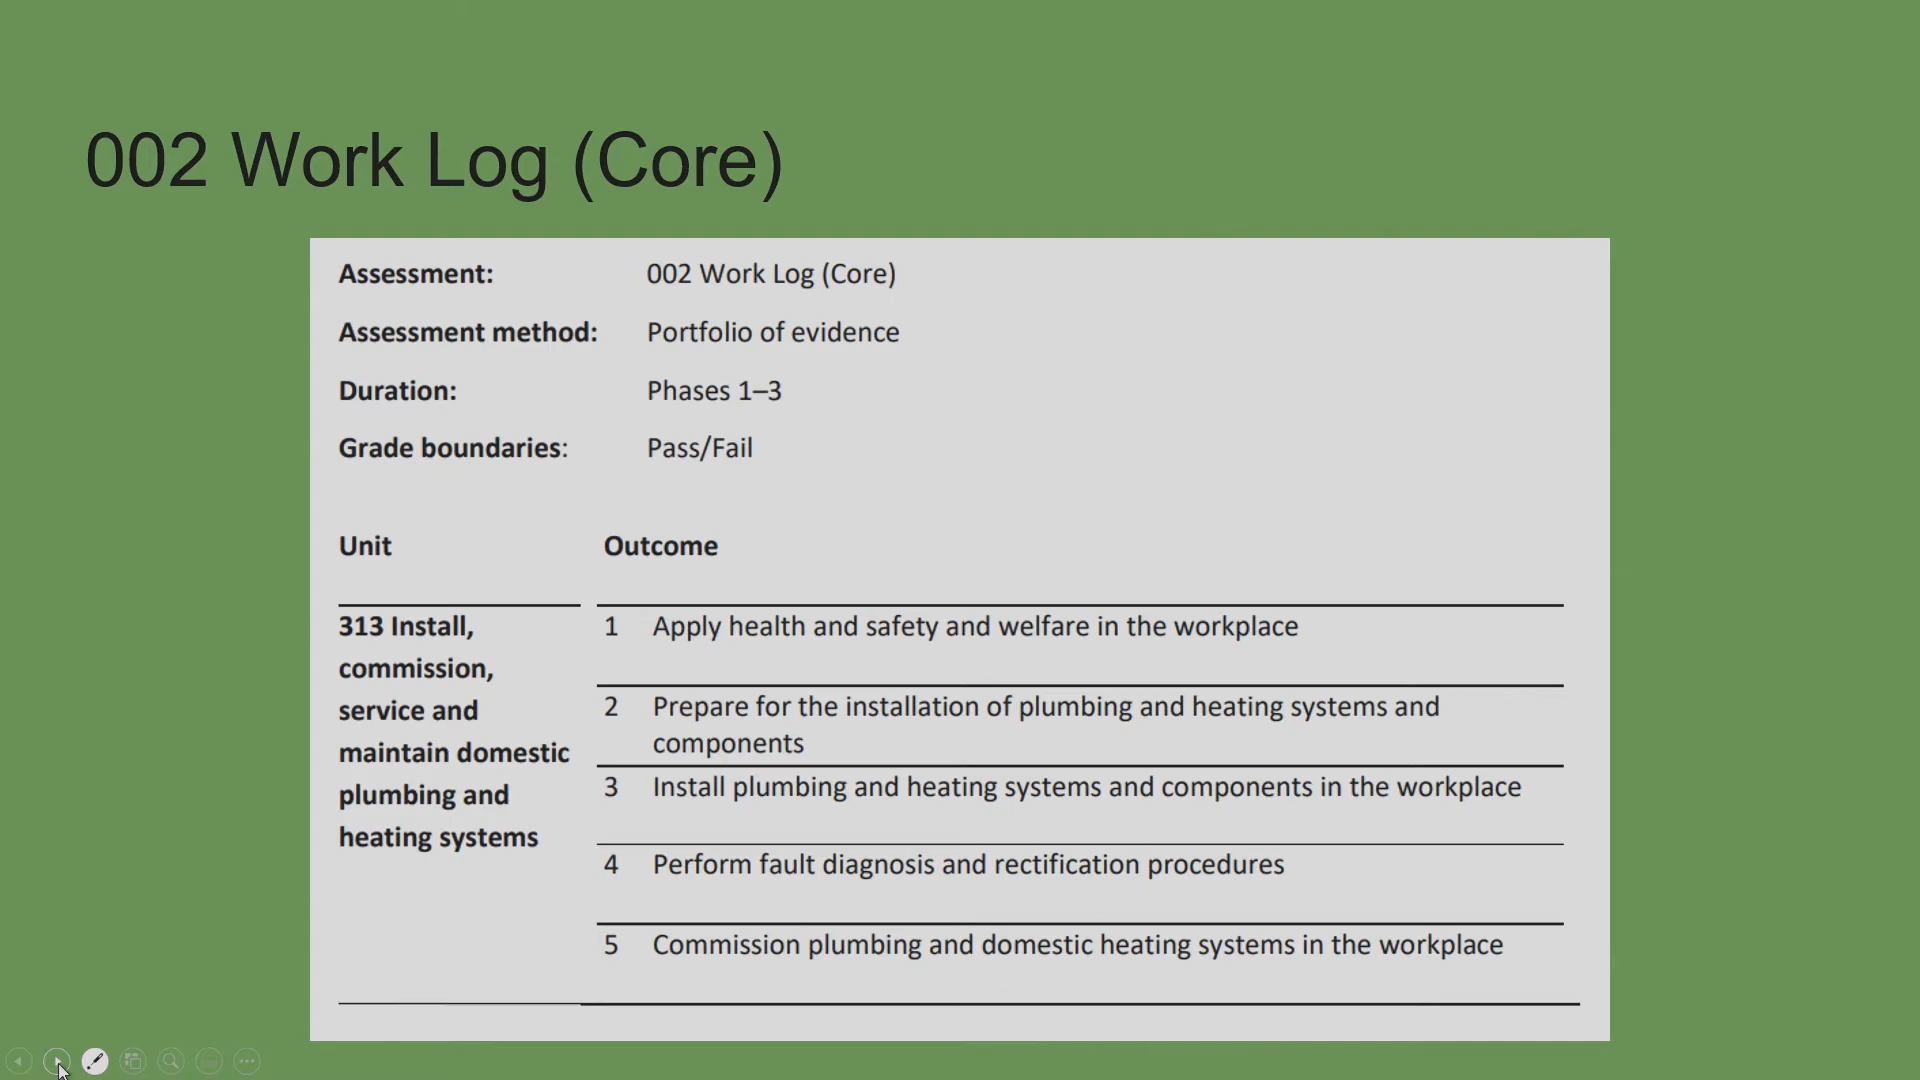 002 Work Log (Core)
Assessment: 002 Work Log (Core)
Assessment method: Portfolio of evidence
Duration: Phases 1–3
Grade boundaries: Pass/Fail
Unit Outcome
313 Install,
commission,
service and
maintain domestic
plumbing and
heating systems
1 Apply health and safety and welfare in the workplace
2 Prepare for the installation of plumbing and heating systems and
components
3 Install plumbing and heating systems and components in the workplace
4 Perform fault diagnosis and rectification procedures
5 Commission plumbing and domestic heating systems in the workplace